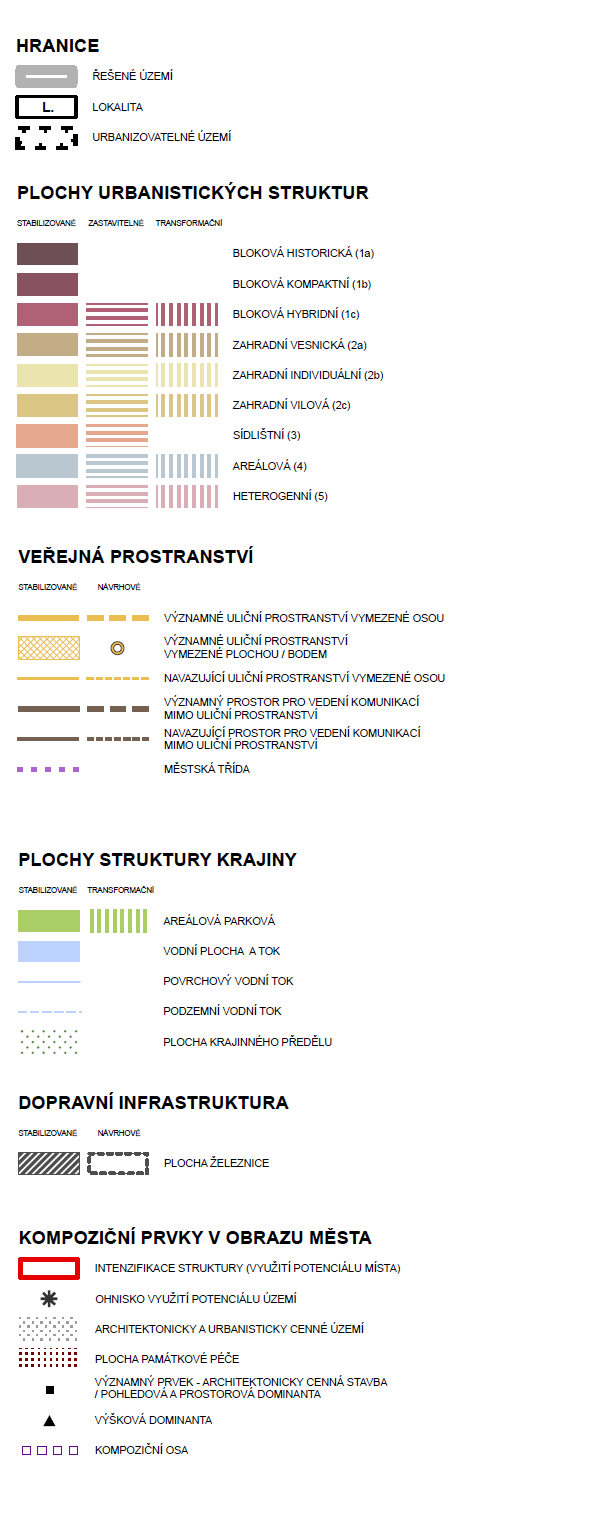 HRANICE
ŘEŠENÉ ÚZEMÍ
L. LOKALITA
URBANIZOVATELNÉ ÚZEMÍ
PLOCHY URBANISTICKÝCH STRUKTUR
STABILIZOVANÉ ZASTAVITELNÉ TRANSFORMAČNÍ
BLOKOVÁ HISTORICKÁ (1a)
BLOKOVÁ KOMPAKTNÍ (1b)
BLOKOVÁ HYBRIDNÍ (1c)
ZAHRADNÍ VESNICKÁ (2a)
ZAHRADNÍ INDIVIDUÁLNÍ (2b)
ZAHRADNÍ VILOVÁ (2c)
SÍDLIŠTNÍ (3)
AREÁLOVÁ (4)
HETEROGENNÍ (5)
VEŘEJNÁ PROSTRANSTVÍ
STABILIZOVANÉ NÁVRHOVÉ
VÝZNAMNÉ ULIČNÍ PROSTRANSTVÍ VYMEZENÉ OSOU
VÝZNAMNÉ ULIČNÍ PROSTRANSTVÍ
VYMEZENÉ PLOCHOU / BODEM
NAVAZUJÍCÍ ULIČNÍ PROSTRANSTVÍ VYMEZENÉ OSOU
VÝZNAMNÝ PROSTOR PRO VEDENÍ KOMUNIKACÍ
MIMO ULIČNÍ PROSTRANSTVÍ
NAVAZUJÍCÍ PROSTOR PRO VEDENÍ KOMUNIKACÍ
MIMO ULIČNÍ PROSTRANSTVÍ
MĚSTSKÁ TŘÍDA
PLOCHY STRUKTURY KRAJINY
STABILIZOVANÉ TRANSFORMAČNÍ
AREÁLOVÁ PARKOVÁ
VODNÍ PLOCHA A TOK
POVRCHOVÝ VODNÍ TOK
PODZEMNÍ VODNÍ TOK
PLOCHA KRAJINNÉHO PŘEDĚLU
DOPRAVNÍ INFRASTRUKTURA
STABILIZOVANÉ NÁVRHOVÉ
PLOCHA ŽELEZNICE
KOMPOZIČNÍ PRVKY V OBRAZU MĚSTA
INTENZIFIKACE STRUKTURY (VYUŽITÍ POTENCIÁLU MÍSTA)
OHNISKO VYUŽITÍ POTENCIÁLU ÚZEMÍ
ARCHITEKTONICKY A URBANISTICKY CENNÉ ÚZEMÍ
PLOCHA PAMÁTKOVÉ PÉČE
VÝZNAMNÝ PRVEK - ARCHITEKTONICKY CENNÁ STAVBA
/ POHLEDOVÁ A PROSTOROVÁ DOMINANTA
VÝŠKOVÁ DOMINANTA
KOMPOZIČNÍ OSA